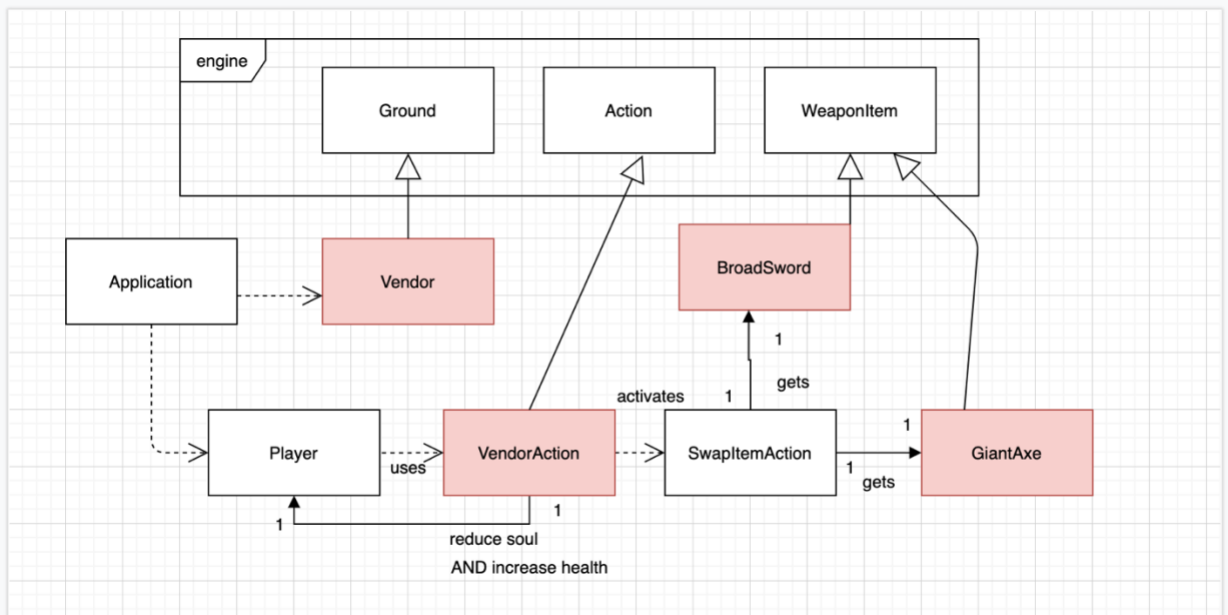 engine
Ground
Action
WeaponItem
Application
Vendor
BroadSword
1
gets
activates
1
Player
uses
VendorAction
SwapItemAction
1
GiantAxe
1
gets
1
1
reduce soul
AND increase health